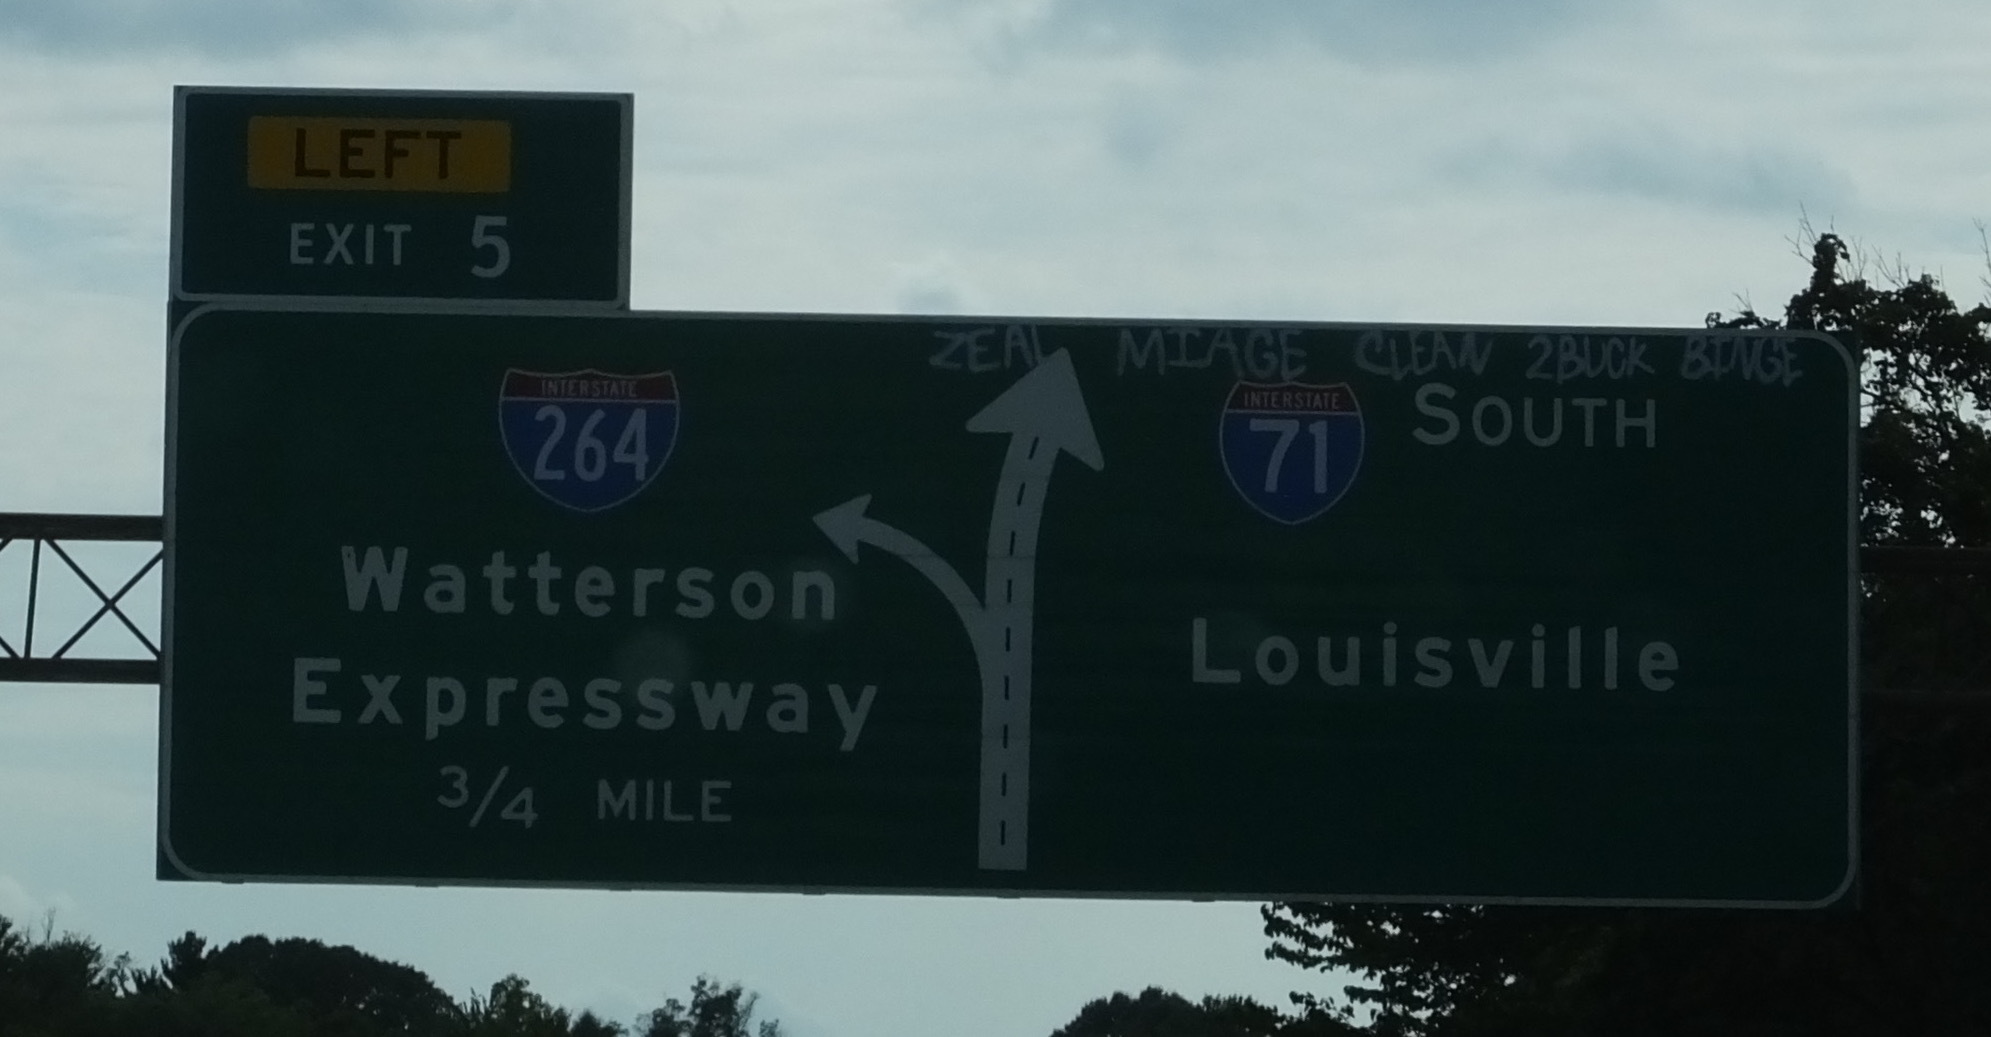 LEFT
EXIT 5
INTERSTATE
264
Watterson
Expressway
3/4 MILE
ZEAL MIAGE CLEAN 2BUCK BINGE
INTERSTATE
71
SOUTH
Louisville